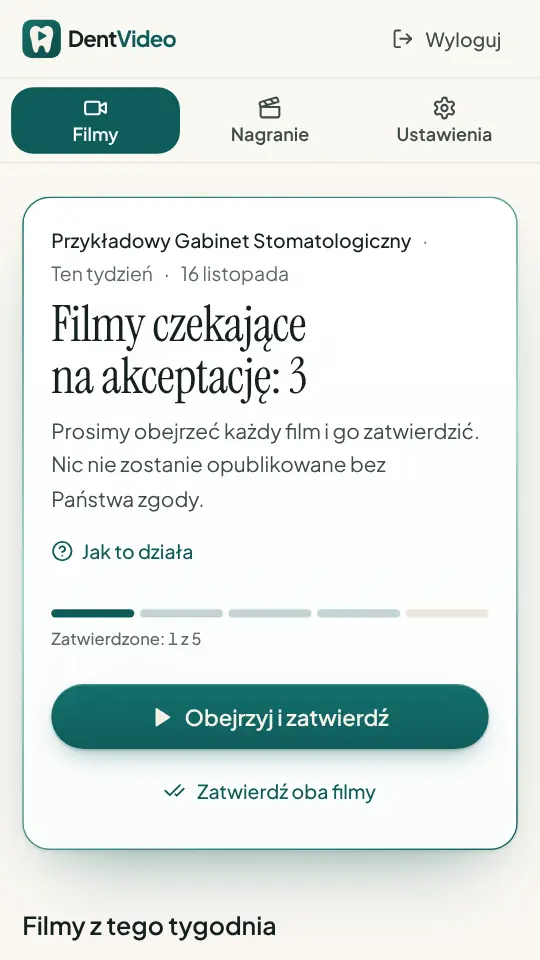 DentVideo
Wyloguj
Filmy
Nagranie
Ustawienia
Przykładowy Gabinet Stomatologiczny ·
Ten tydzień · 16 listopada
Filmy czekające
na akceptację: 3
Prosimy obejrzeć każdy film i go zatwierdzić.
Nic nie zostanie opublikowane bez
Państwa zgody.
Jak to działa
Zatwierdzone: 1 z 5
Obejrzyj i zatwierdź
Zatwierdź oba filmy
Filmy z tego tygodnia